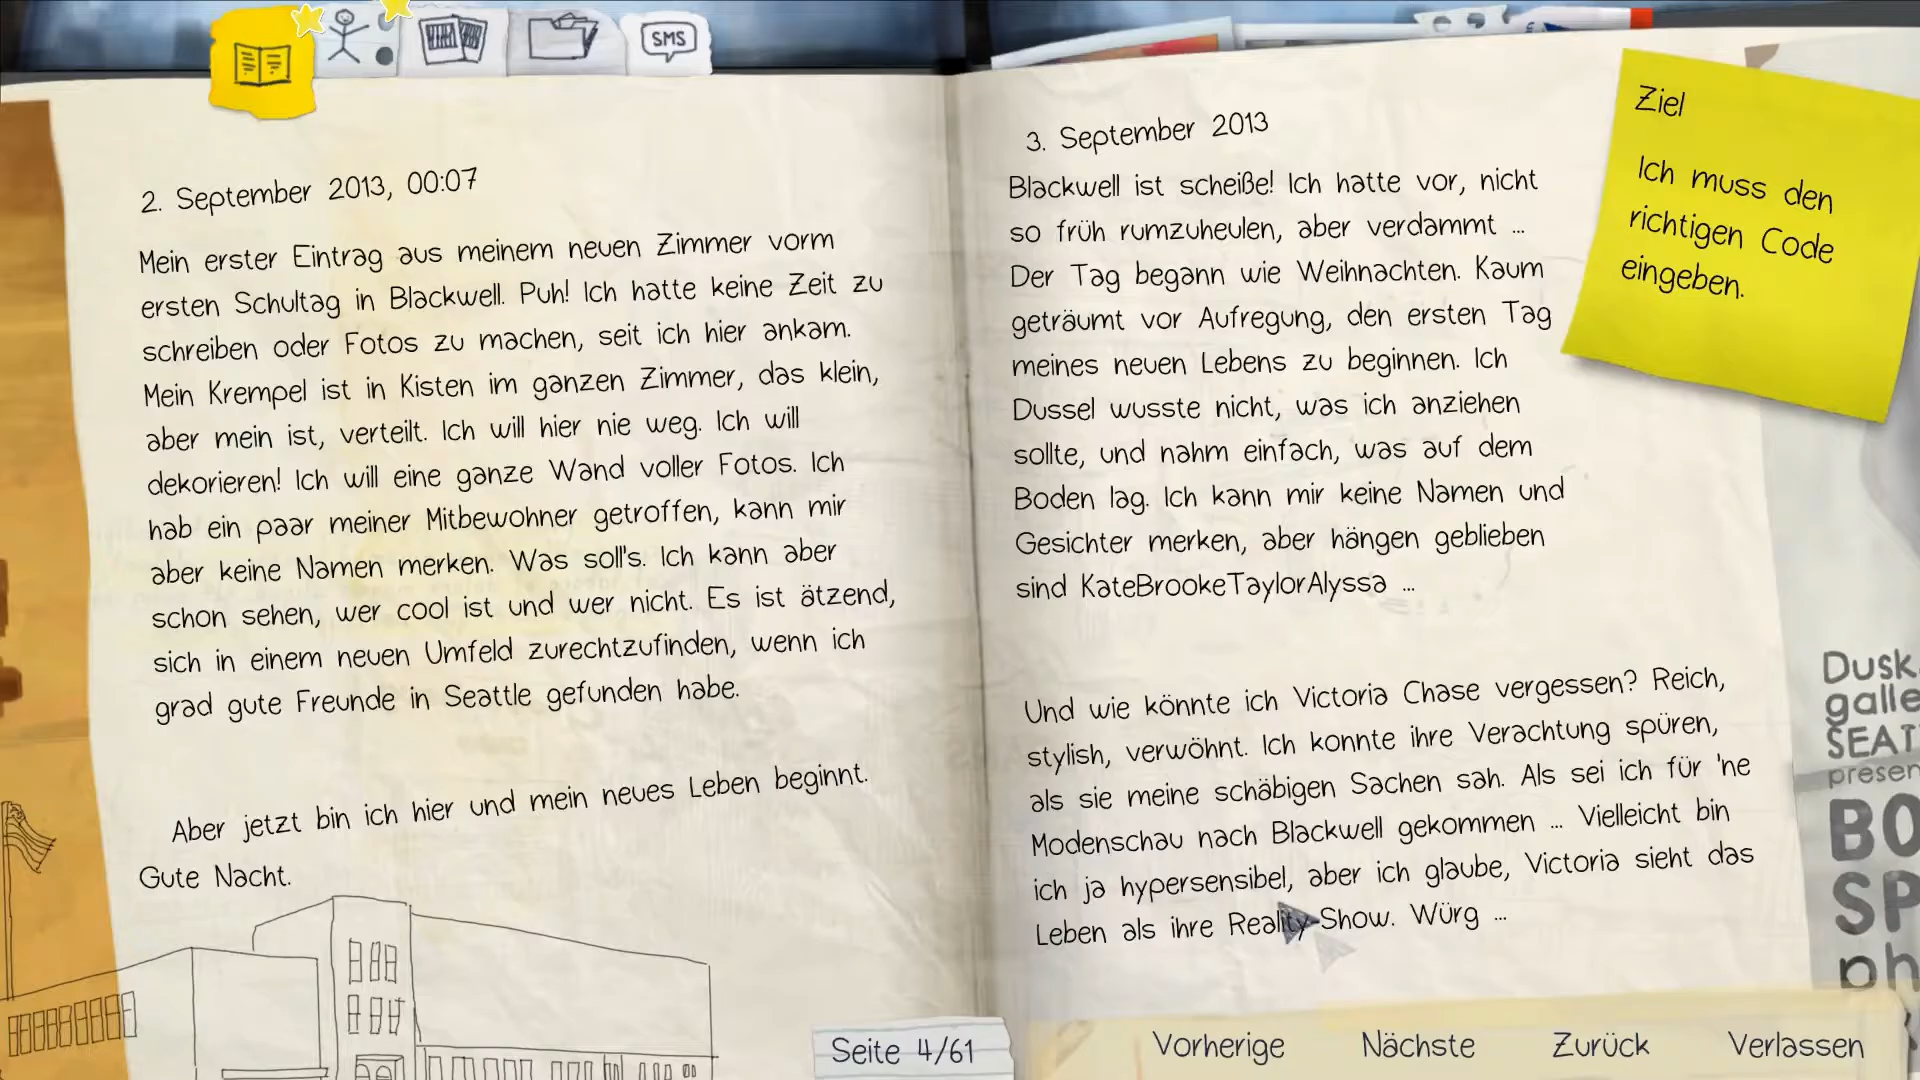 SMS
2. September 2013, 00:07
Mein erster Eintrag aus meinem neuen Zimmer vorm
ersten Schultag in Blackwell. Puh! Ich hatte keine Zeit zu
schreiben oder Fotos zu machen, seit ich hier ankam.
Mein Krempel ist in Kisten im ganzen Zimmer, das klein,
aber mein ist, verteilt. Ich will hier nie weg. Ich will
dekorieren! Ich will eine ganze Wand voller Fotos. Ich
hab ein paar meiner Mitbewohner getroffen, kann mir
aber keine Namen merken. Was soll's. Ich kann aber
schon sehen, wer cool ist und wer nicht. Es ist ätzend,
sich in einem neuen Umfeld zurechtzufinden, wenn ich
grad gute Freunde in Seattle gefunden habe.
Aber jetzt bin ich hier und mein neues Leben beginnt.
Gute Nacht.
3. September 2013
Blackwell ist scheiße! Ich hatte vor, nicht
so früh rumzuheulen, aber verdammt ...
Der Tag begann wie Weihnachten. Kaum
geträumt vor Aufregung, den ersten Tag
meines neuen Lebens zu beginnen. Ich
Dussel wusste nicht, was ich anziehen
sollte, und nahm einfach, was auf dem
Boden lag. Ich kann mir keine Namen und
Gesichter merken, aber hängen geblieben
sind KateBrookeTaylorAlyssa ...
Und wie könnte ich Victoria Chase vergessen? Reich,
stylish, verwöhnt. Ich konnte ihre Verachtung spüren,
als sie meine schäbigen Sachen sah. Als sei ich für 'ne
Modenschau nach Blackwell gekommen ... Vielleicht bin
ich ja hypersensibel, aber ich glaube, Victoria sieht das
Leben als ihre Reality-Show. Würg ...
Ziel
Ich muss den
richtigen Code
eingeben.
Dusk
galle
SEAT
presen
BO
SP
ph
Seite 4/61
Vorherige
Nächste
Zurück
Verlassen